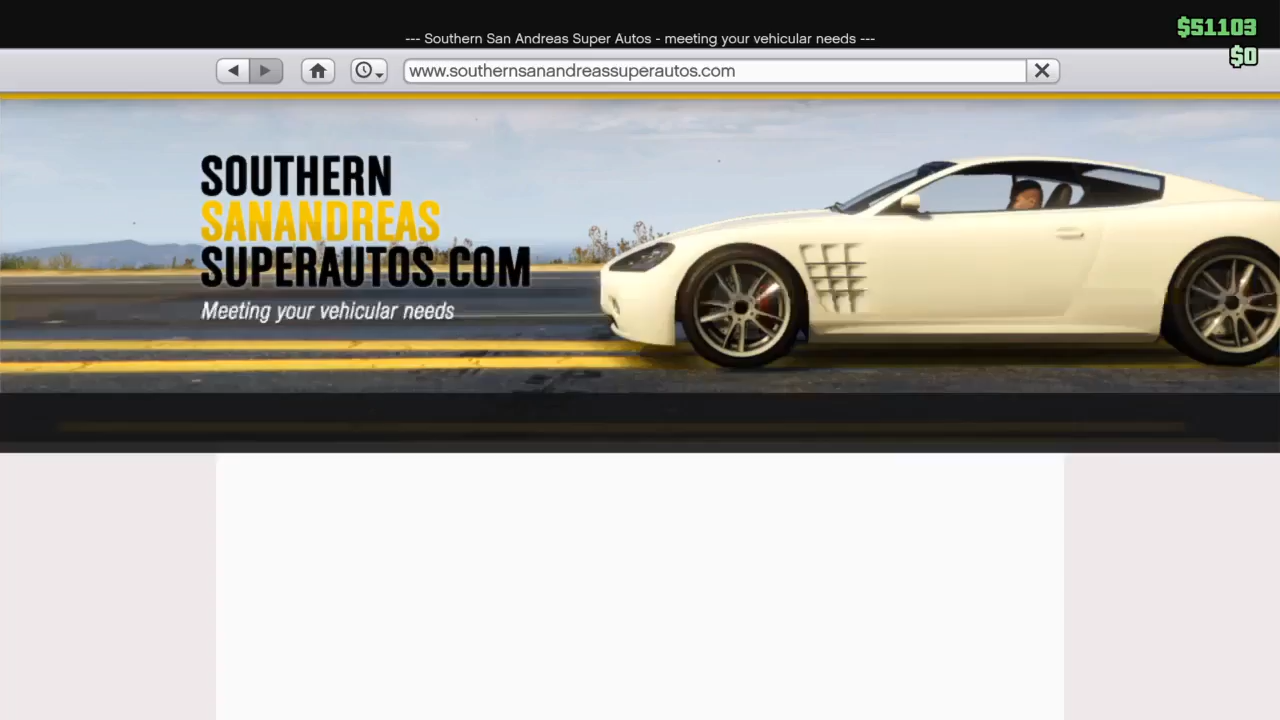 $51103
--- Southern San Andreas Super Autos - meeting your vehicular needs ---
$0
www.southernsanandreassuperautos.com
SOUTHERN
SANANDREAS
SUPERAUTOS.COM
Meeting your vehicular needs